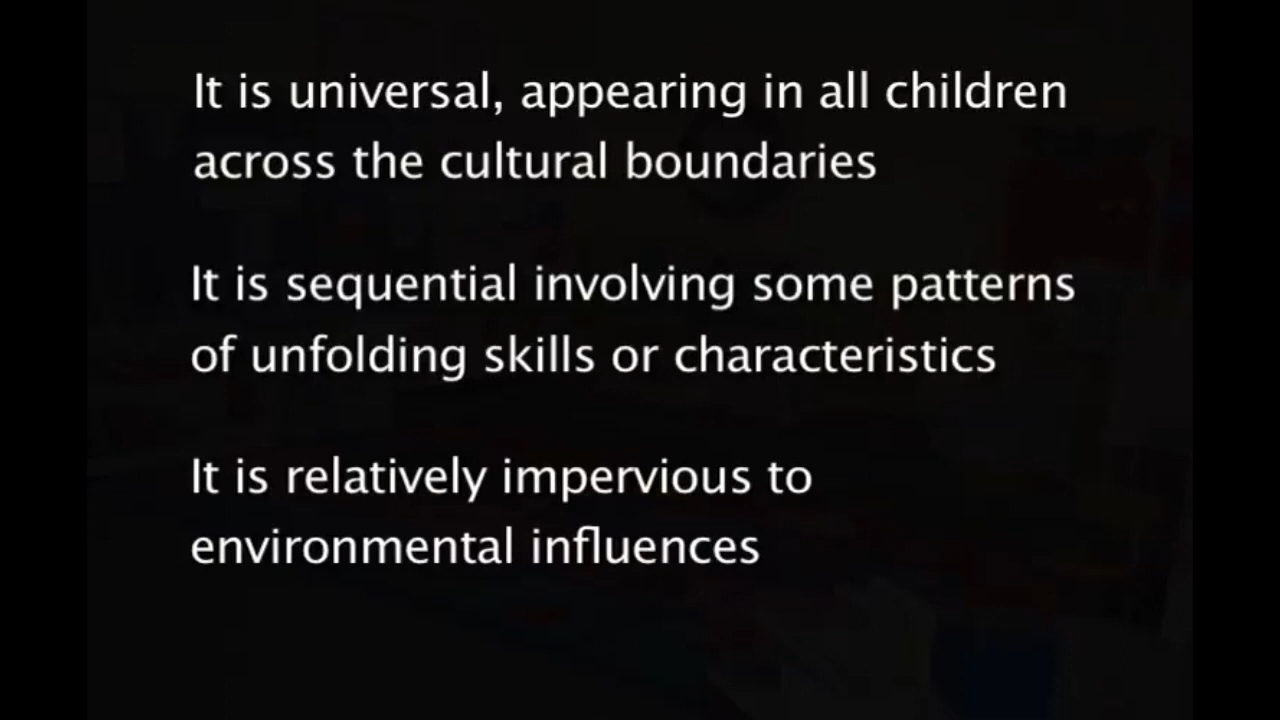 It is universal, appearing in all children
across the cultural boundaries
It is sequential involving some patterns
of unfolding skills or characteristics
It is relatively impervious to
environmental influences